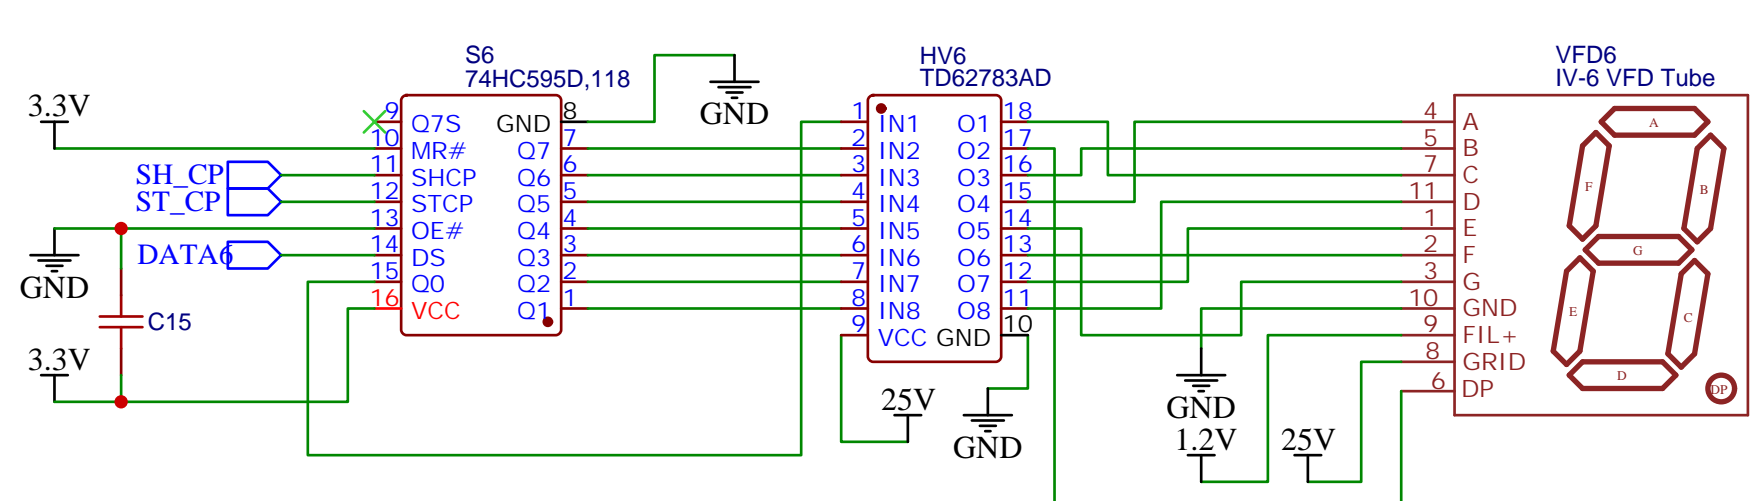 S6
74HC595D,118
HV6
TD62783AD
VFD6
IV-6 VFD Tube
3.3V
GND
9
Q7S
GND
8
10
MR#
Q7
7
SH_CP
11
SHCP
Q6
6
ST_CP
12
STCP
Q5
5
13
OE#
Q4
4
DATA6
14
DS
Q3
3
GND
15
Q0
Q2
2
16
VCC
Q1
1
C15
3.3V
1
IN1
O1
18
2
IN2
O2
17
3
IN3
O3
16
4
IN4
O4
15
5
IN5
O5
14
6
IN6
O6
13
7
IN7
O7
12
8
IN8
O8
11
9
VCC
GND
10
25V
GND
4
A
5
B
7
C
11
D
1
E
2
F
3
G
10
GND
9
FIL+
8
GRID
6
DP
GND
1.2V
25V
A
F
B
G
E
C
D
DP